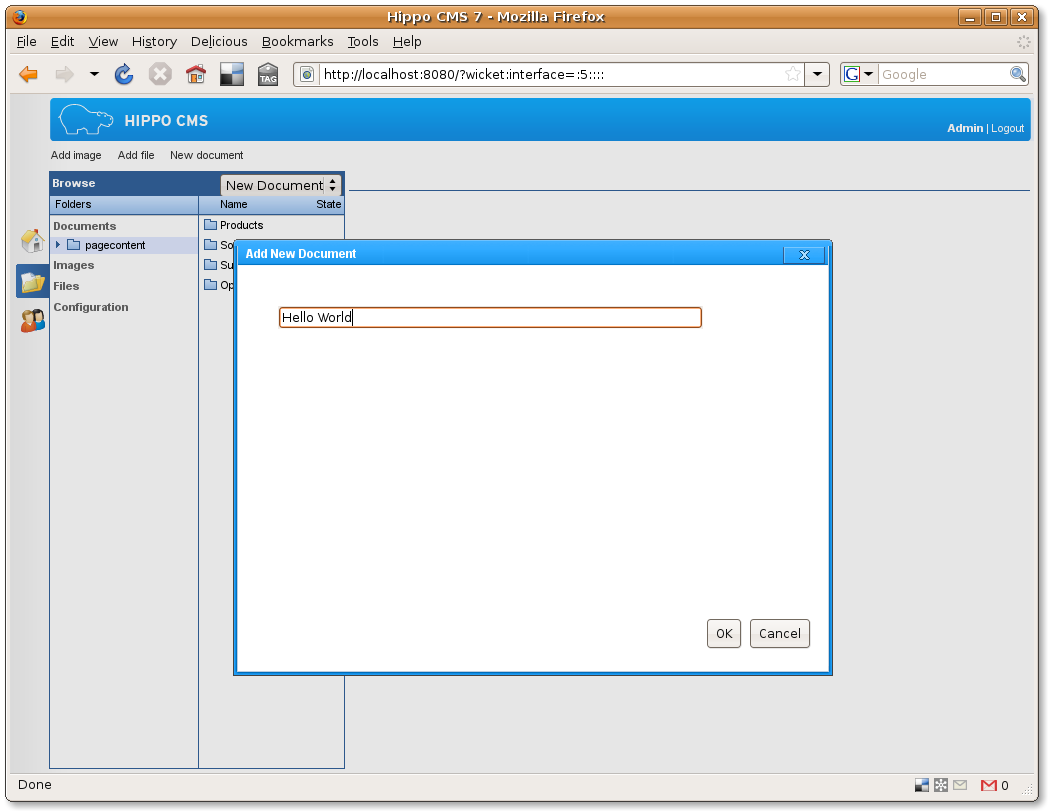 Hippo CMS 7 - Mozilla Firefox
File Edit View History Delicious Bookmarks Tools Help
TAG http://localhost:8080/?wicket:interface=:5:::: G Google
HIPPO CMS
Admin | Logout
Add image Add file New document
Browse New Document
Folders Name State
Documents Products
pagecontent So
Images Su
Files Op
Configuration
Add New Document x
Hello World
OK Cancel
Done 0